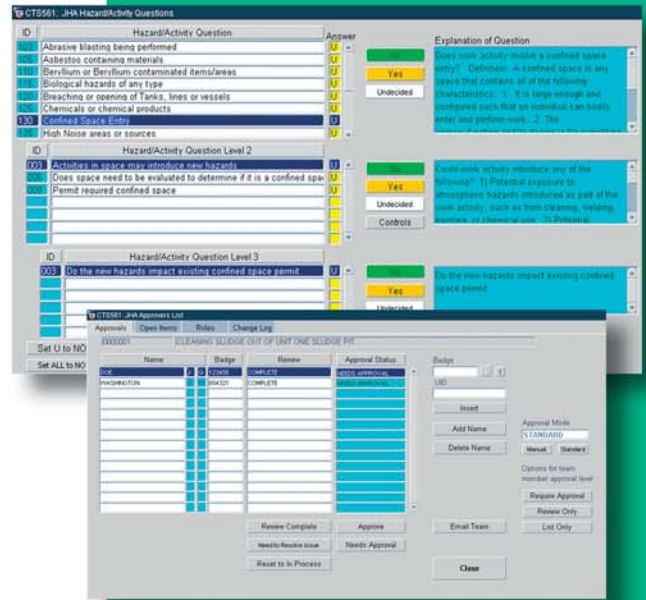 CTS561: JHA Hazard/Activity Questions
ID Hazard/Activity Question Answer
103 Abrasive blasting being performed U
105 Asbestos containing materials U
110 Beryllium or Beryllium contaminated items/areas U
115 Biological hazards of any type U
120 Breaching or opening of Tanks, lines or vessels U
125 Chemicals or chemical products U
130 Confined Space Entry U
135 High Noise areas or sources U
No
Yes
Undecided
Explanation of Question
Does work activity involve a confined space
entry? Definition: A confined space is any
space that contains all of the following
characteristics: 1. It is large enough and
configured such that an individual can bodily
enter and perform work. 2. The
ID Hazard/Activity Question Level 2
003 Activities in space may introduce new hazards U
Does space need to be evaluated to determine if it is a confined spac U
009 Permit required confined space U
No
Yes
Undecided
Controls
Could work activity introduce any of the
following? 1) Potential exposure to
atmospheric hazards introduced as part of the
work activity, such as from cleaning, welding,
painting, or chemical use. 2) Potential
ID Hazard/Activity Question Level 3
003 Do the new hazards impact existing confined space permit U
No
Yes
Undecided
Do the new hazards impact existing confined
space permit
Set U to NO
Set ALL to NO
CTS561: JHA Approvers List
Approvals Open Items Roles Change Log
CLEANING SLUDGE OUT OF UNIT ONE SLUDGE PIT
Name Badge Review Approval Status
DOE J Q 123456 COMPLETE NEEDS APPROVAL
WASHINGTON 654321 COMPLETE NEEDS APPROVAL
Badge
UID
Insert
Add Name
Delete Name
Approval Mode
STANDARD
Manual Standard
Options for team
member approval level
Require Approval
Review Only
List Only
Review Complete Approve Email Team
Need to Resolve Issue Needs Approval
Reset to In Process
Close